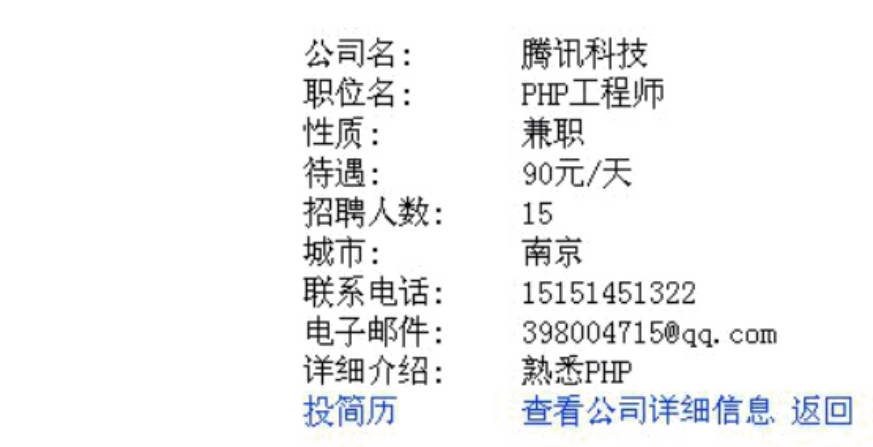 公司名: 腾讯科技
职位名: PHP工程师
性质: 兼职
待遇: 90元/天
招聘人数: 15
城市: 南京
联系电话: 15151451322
电子邮件: 398004715@qq.com
详细介绍: 熟悉PHP
投简历 查看公司详细信息 返回